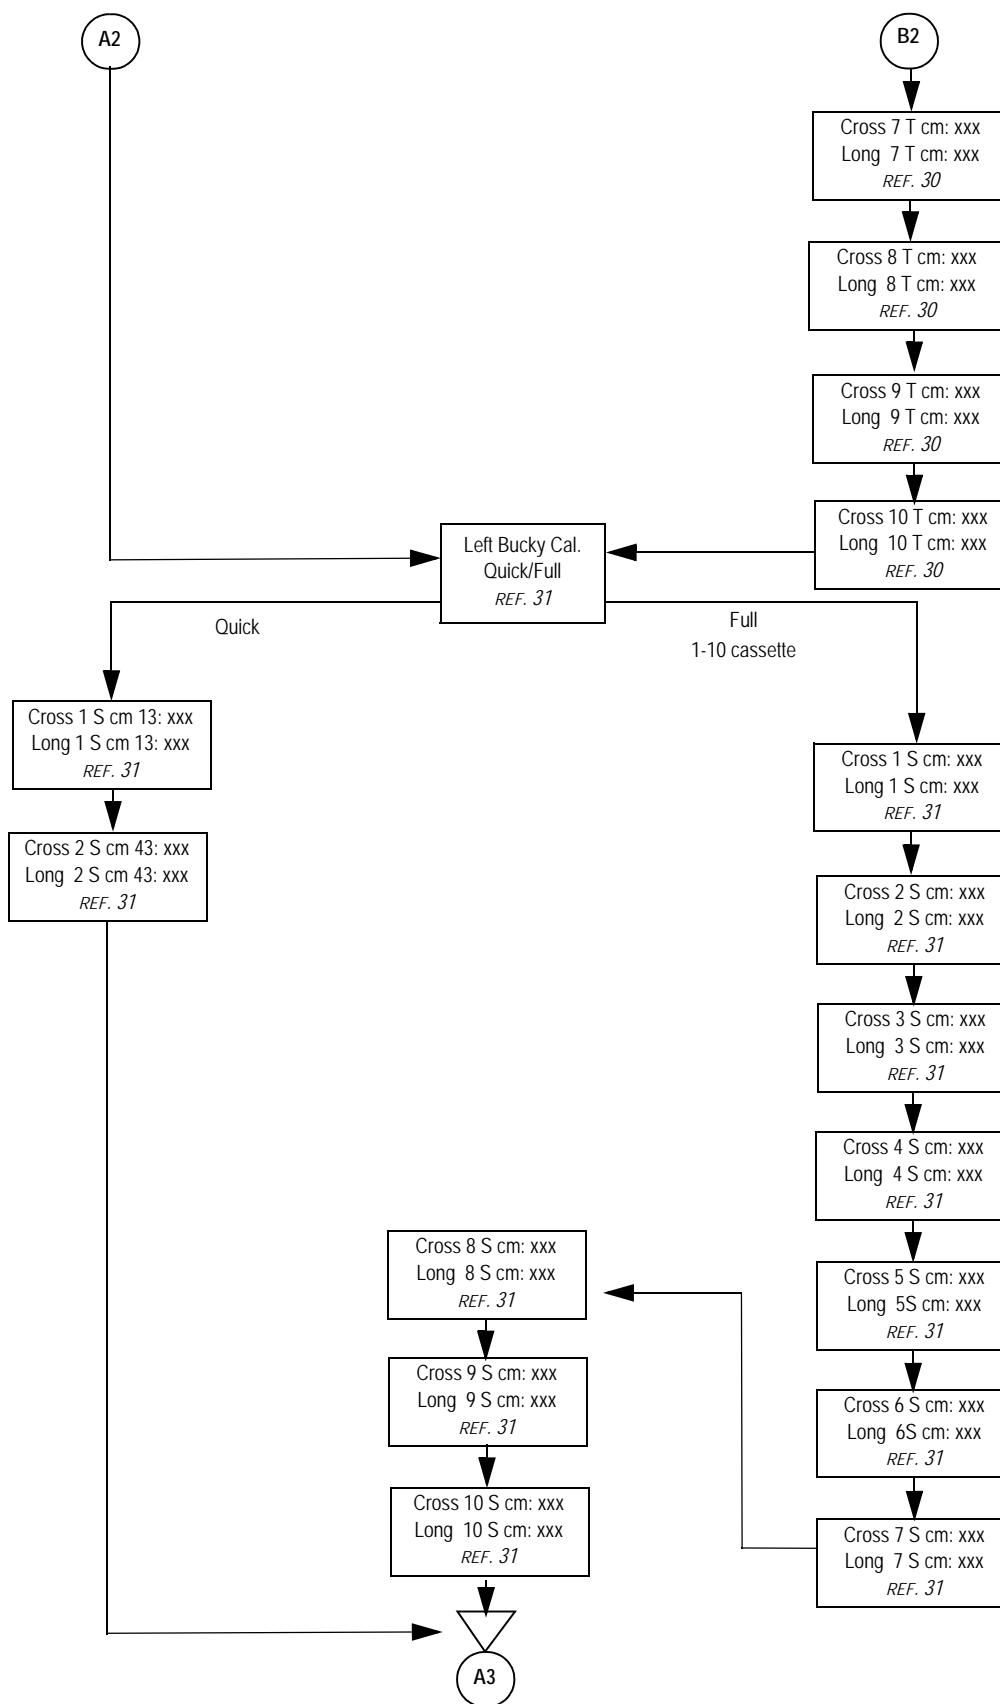 A2
B2
Cross 7 T cm: xxx
Long  7 T cm: xxx
REF. 30
Cross 8 T cm: xxx
Long  8 T cm: xxx
REF. 30
Cross 9 T cm: xxx
Long  9 T cm: xxx
REF. 30
Cross 10 T cm: xxx
Long  10 T cm: xxx
REF. 30
Left Bucky Cal.
Quick/Full
REF. 31
Quick
Full
1-10 cassette
Cross 1 S cm 13: xxx
Long 1 S cm 13: xxx
REF. 31
Cross 2 S cm 43: xxx
Long  2 S cm 43: xxx
REF. 31
Cross 1 S cm: xxx
Long 1 S cm: xxx
REF. 31
Cross 2 S cm: xxx
Long  2 S cm: xxx
REF. 31
Cross 3 S cm: xxx
Long  3 S cm: xxx
REF. 31
Cross 4 S cm: xxx
Long  4 S cm: xxx
REF. 31
Cross 5 S cm: xxx
Long  5S cm: xxx
REF. 31
Cross 6 S cm: xxx
Long  6S cm: xxx
REF. 31
Cross 7 S cm: xxx
Long  7 S cm: xxx
REF. 31
Cross 8 S cm: xxx
Long  8 S cm: xxx
REF. 31
Cross 9 S cm: xxx
Long  9 S cm: xxx
REF. 31
Cross 10 S cm: xxx
Long  10 S cm: xxx
REF. 31
A3